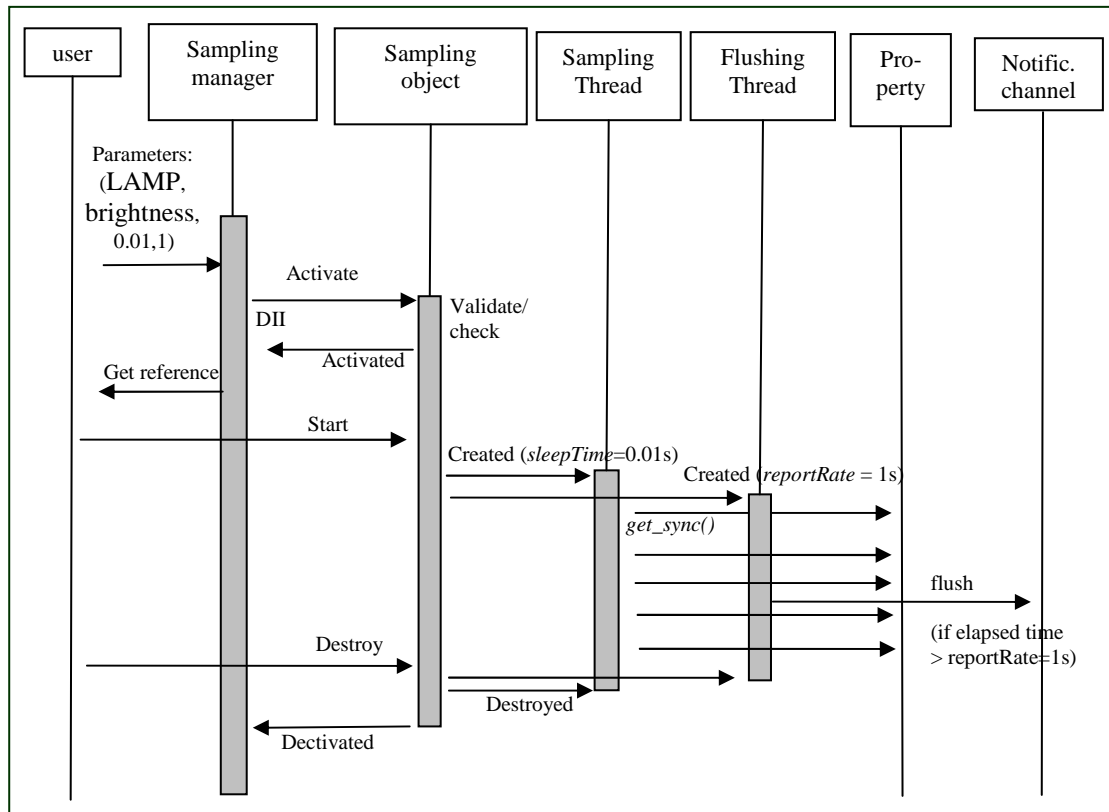 user
Sampling
manager
Sampling
object
Sampling
Thread
Flushing
Thread
Pro-
perty
Notific.
channel
Parameters:
(LAMP,
brightness,
0.01,1)
Activate
DII
Validate/
check
Activated
Get reference
Start
Created (sleepTime=0.01s)
Created (reportRate = 1s)
get_sync()
flush
(if elapsed time
> reportRate=1s)
Destroy
Destroyed
Dectivated